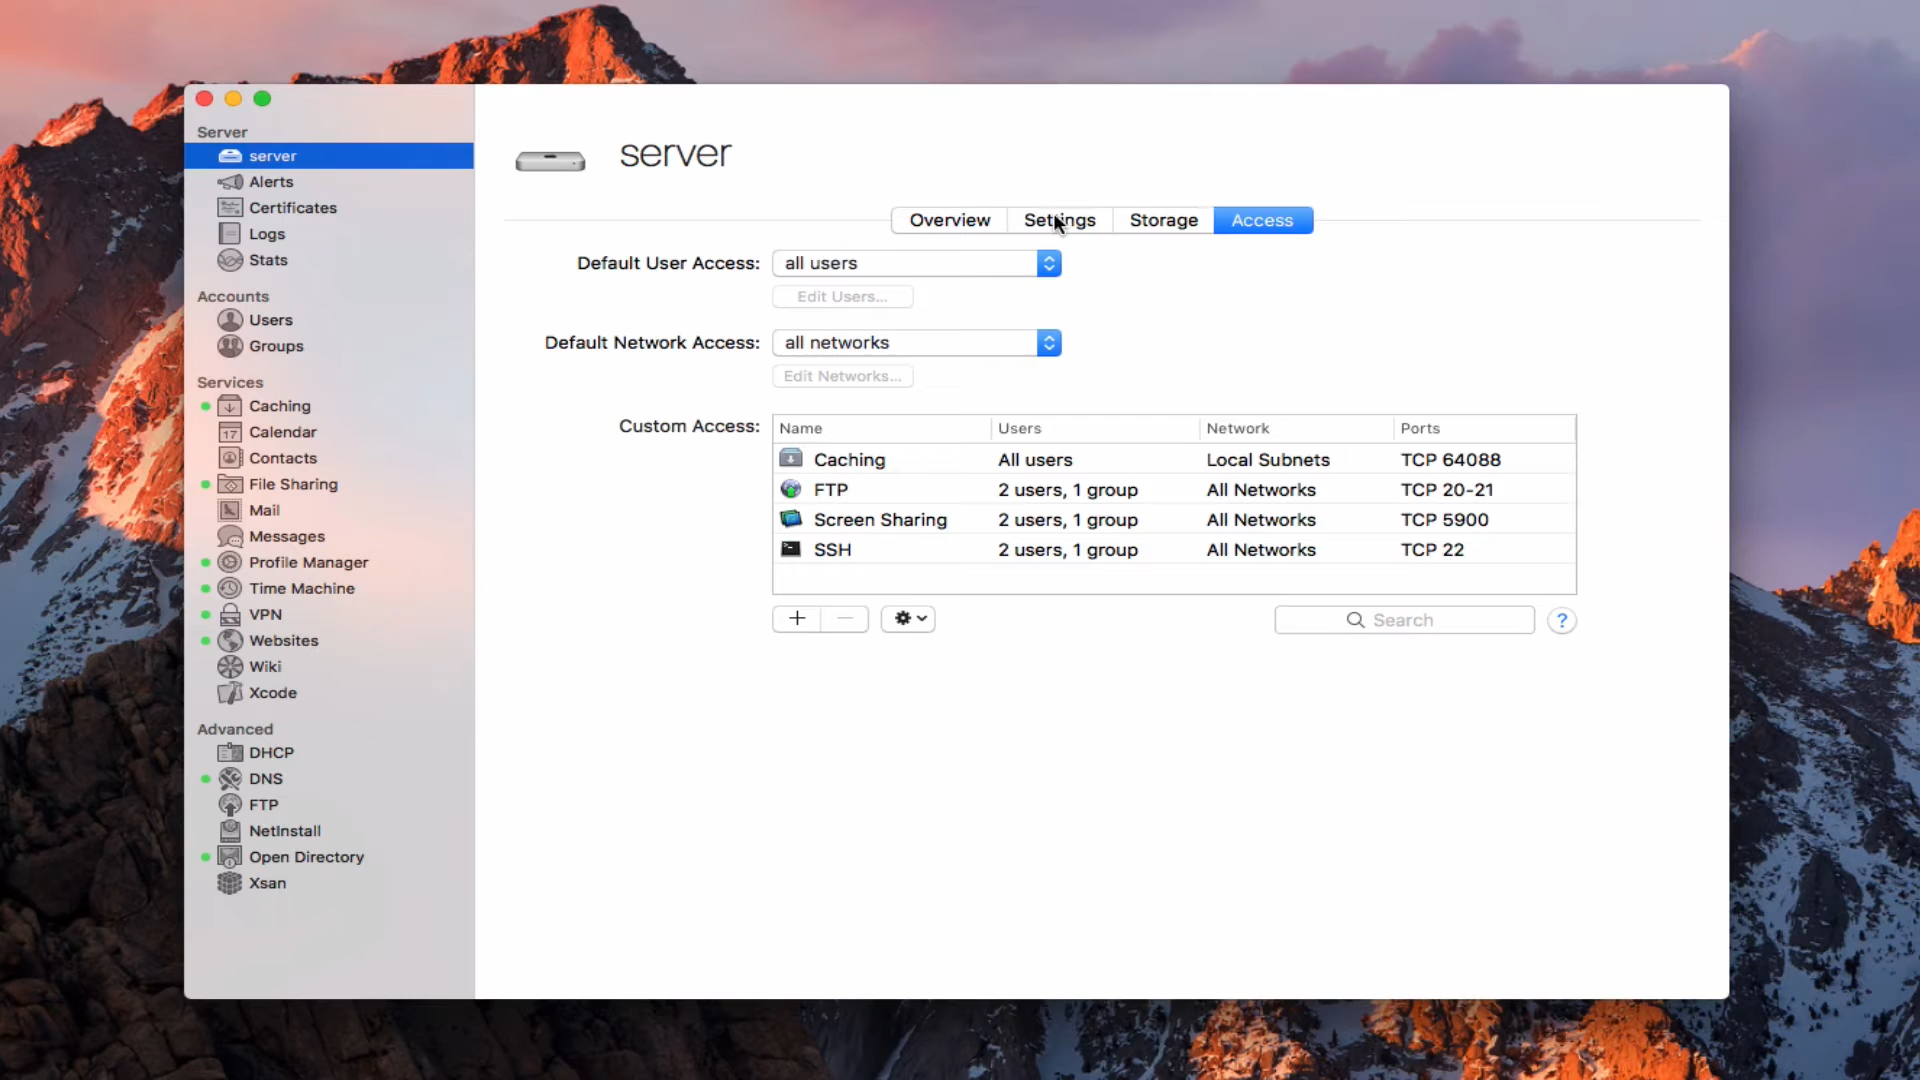 Server
server
Alerts
Certificates
Logs
Stats
Accounts
Users
Groups
Services
Caching
17 Calendar
Contacts
File Sharing
Mail
Messages
Profile Manager
Time Machine
VPN
Websites
Wiki
Xcode
Advanced
DHCP
DNS
FTP
NetInstall
Open Directory
Xsan
server
Overview Settings Storage Access
Default User Access: all users
Edit Users...
Default Network Access: all networks
Edit Networks...
Custom Access:
Name Users Network Ports
Caching All users Local Subnets TCP 64088
FTP 2 users, 1 group All Networks TCP 20-21
Screen Sharing 2 users, 1 group All Networks TCP 5900
SSH 2 users, 1 group All Networks TCP 22
Search ?